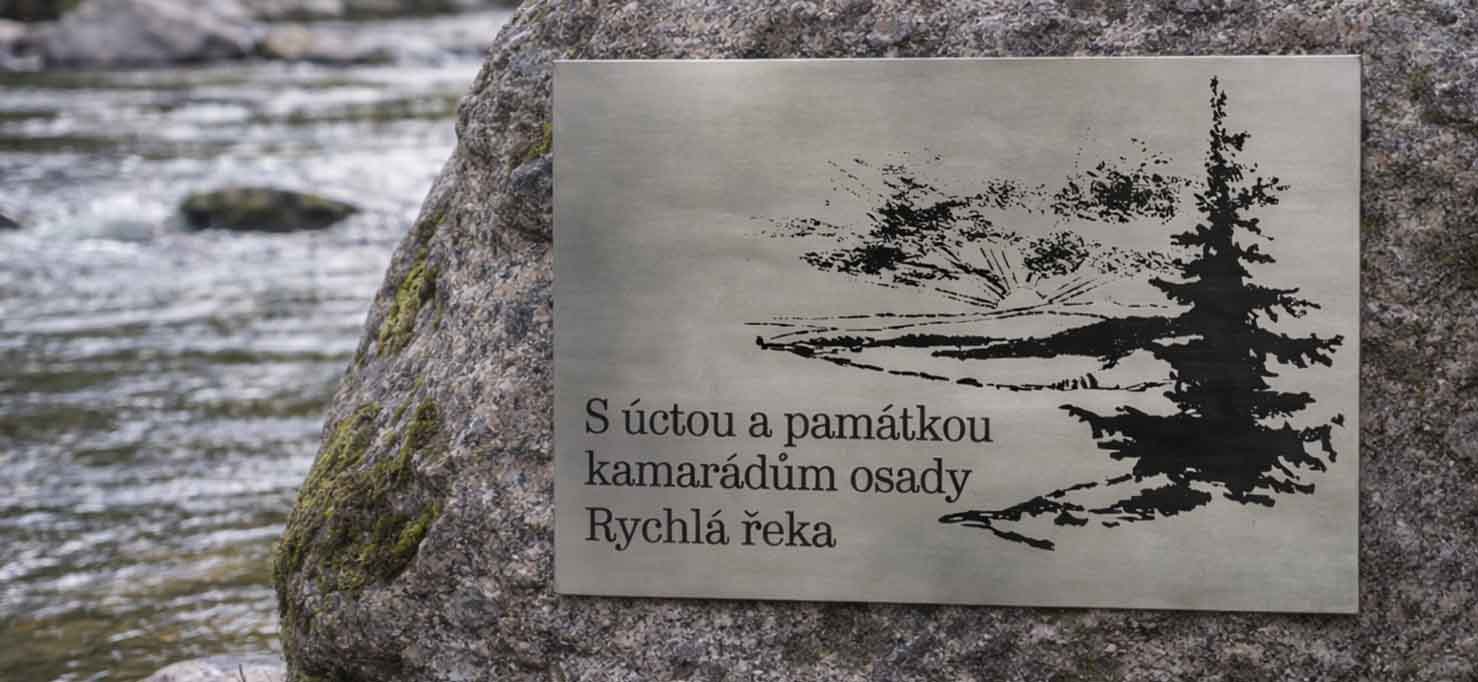 S úctou a památkou
kamarádům osady
Rychlá řeka